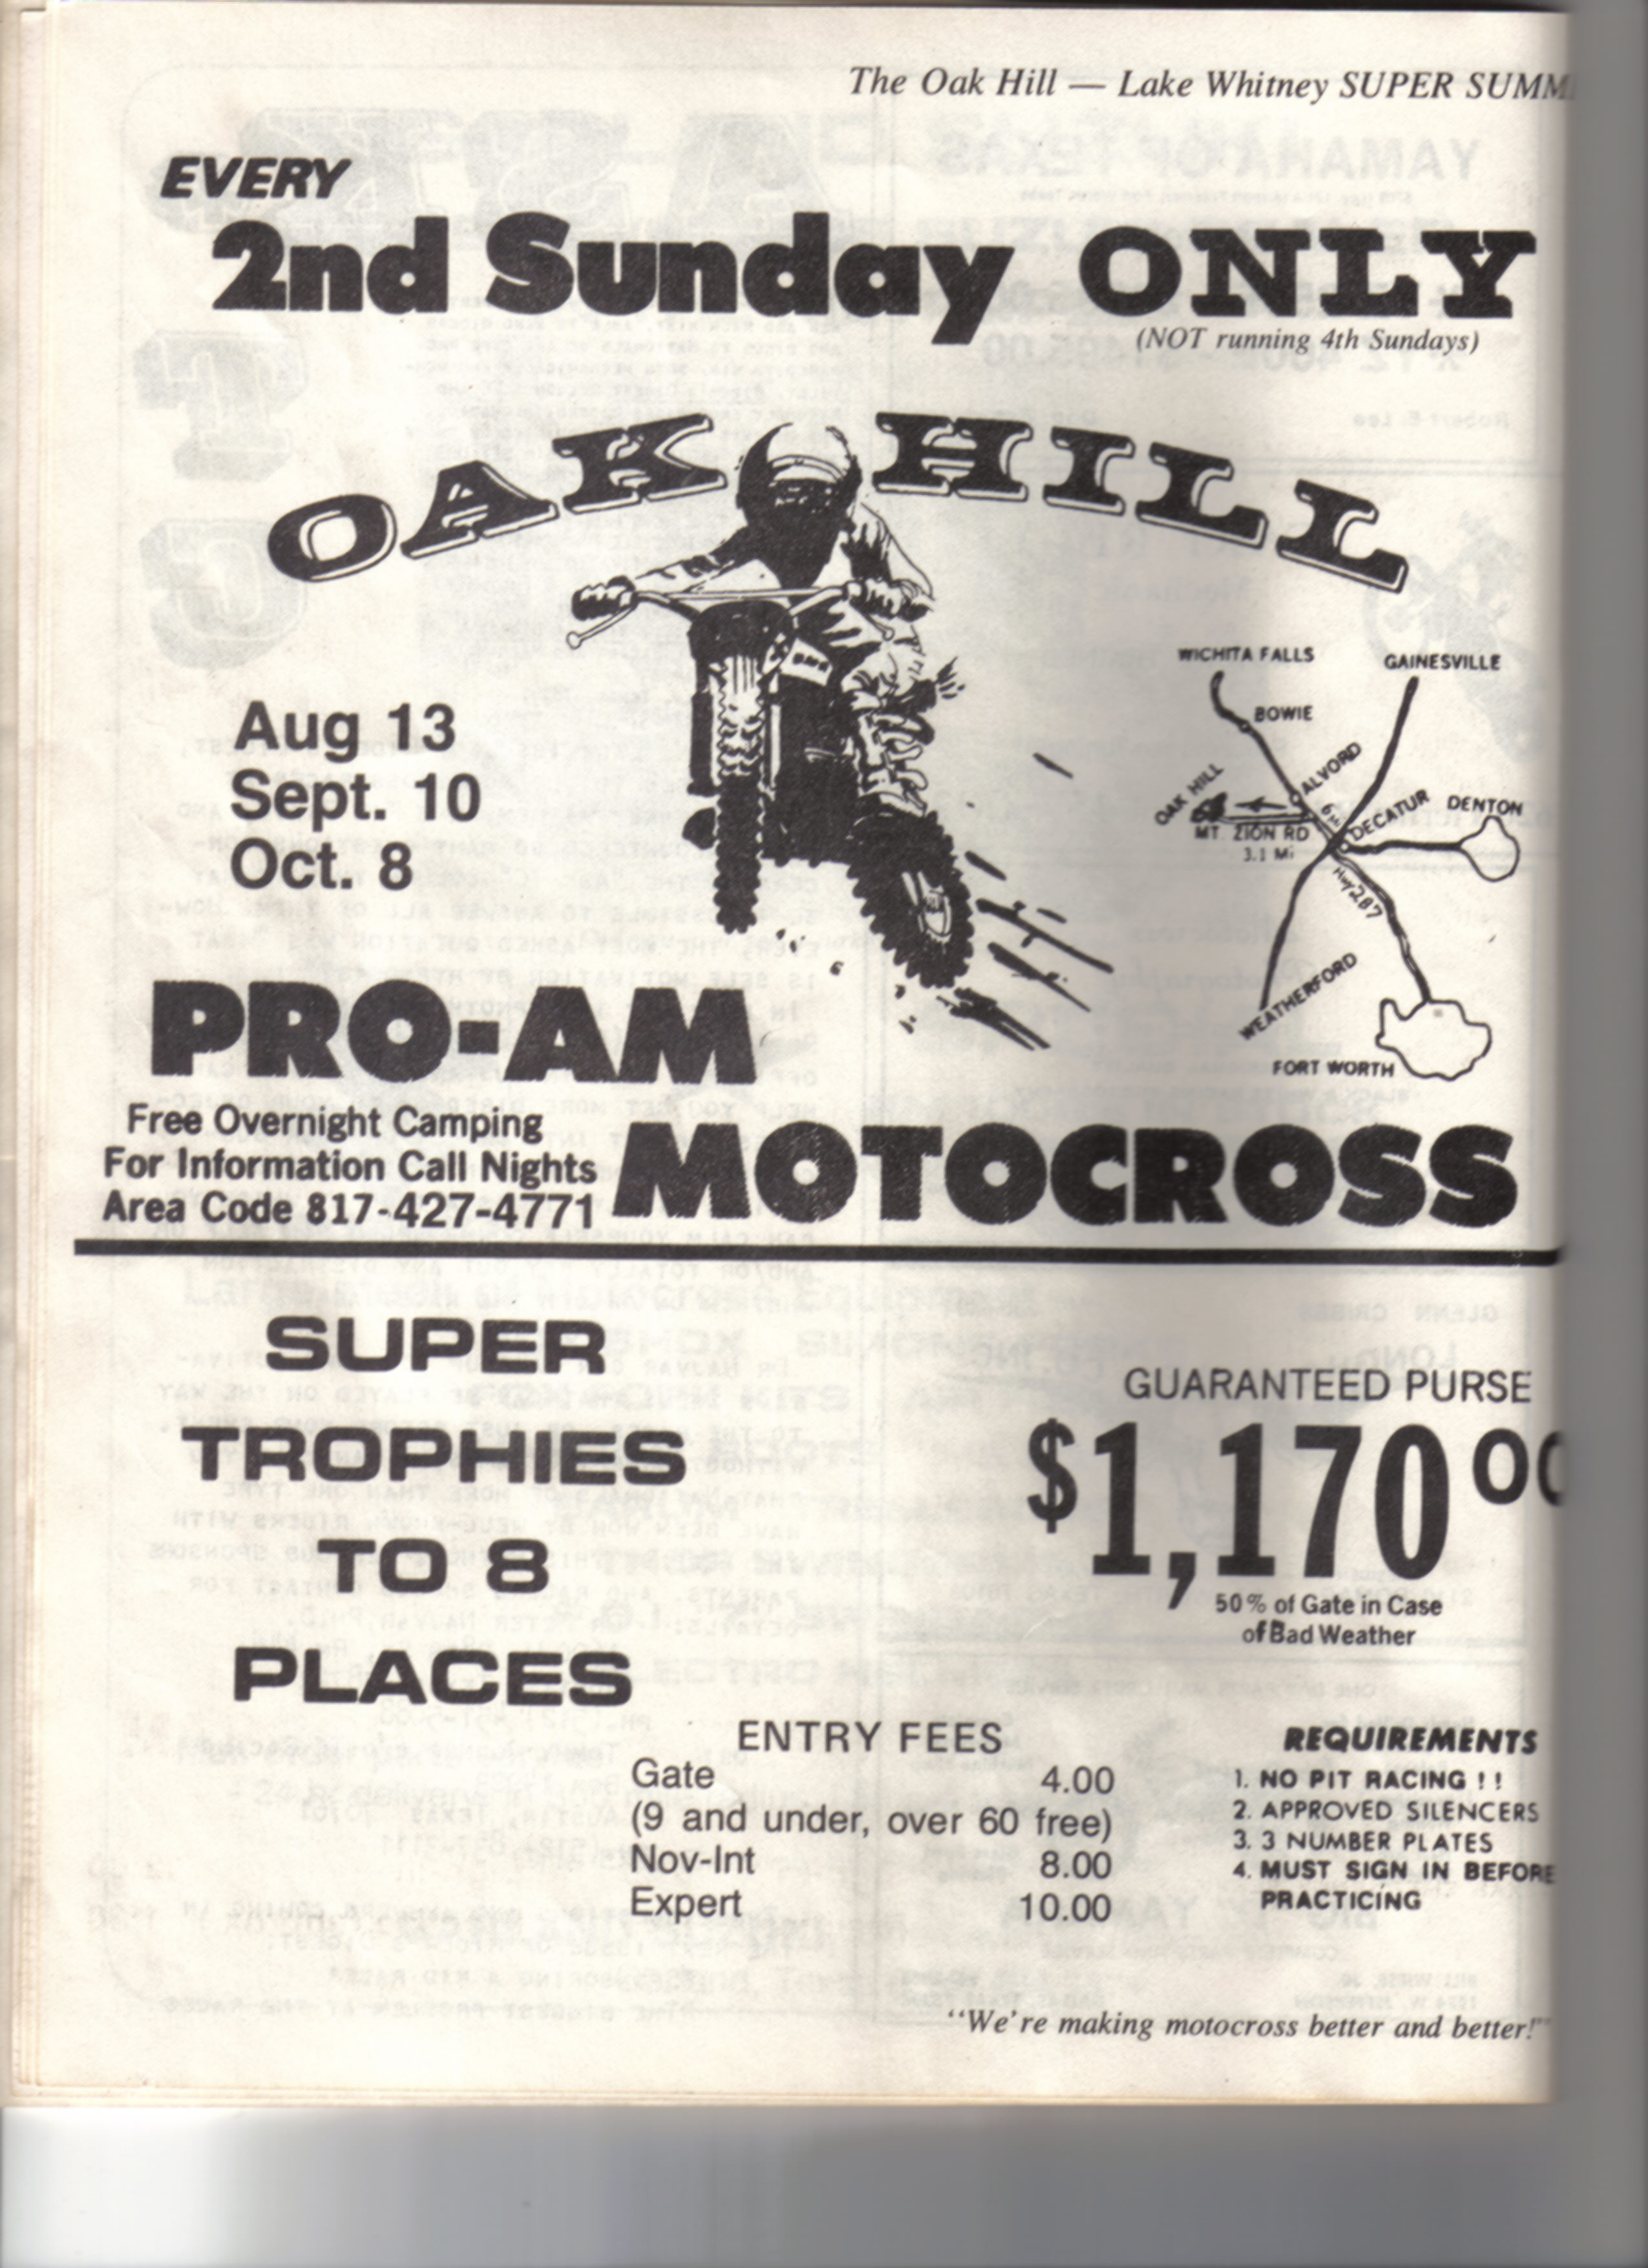 The Oak Hill — Lake Whitney SUPER SUMM
EVERY
2nd Sunday ONLY
(NOT running 4th Sundays)
OAK HILL
Aug 13
Sept. 10
Oct. 8
WICHITA FALLS
GAINESVILLE
BOWIE
ALVORD
OAK HILL
DECATUR
DENTON
MT. ZION RD
3.1 Mi
Hwy 287
WEATHERFORD
FORT WORTH
PRO-AM
Free Overnight Camping
For Information Call Nights
Area Code 817-427-4771
MOTOCROSS
SUPER
TROPHIES
TO 8
PLACES
GUARANTEED PURSE
$1,170 00
50% of Gate in Case
of Bad Weather
ENTRY FEES
Gate 4.00
(9 and under, over 60 free)
Nov-Int 8.00
Expert 10.00
REQUIREMENTS
1. NO PIT RACING !!
2. APPROVED SILENCERS
3. 3 NUMBER PLATES
4. MUST SIGN IN BEFORE
PRACTICING
"We're making motocross better and better!"